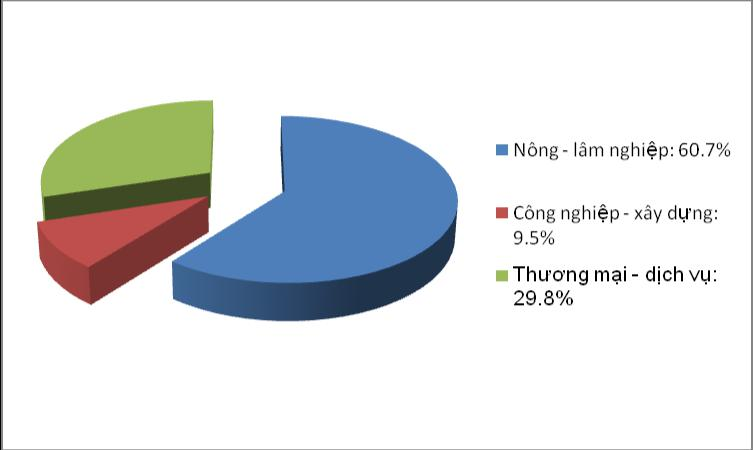 Nông - lâm nghiệp: 60.7%
Công nghiệp - xây dựng:
9.5%
Thương mại - dịch vụ:
29.8%